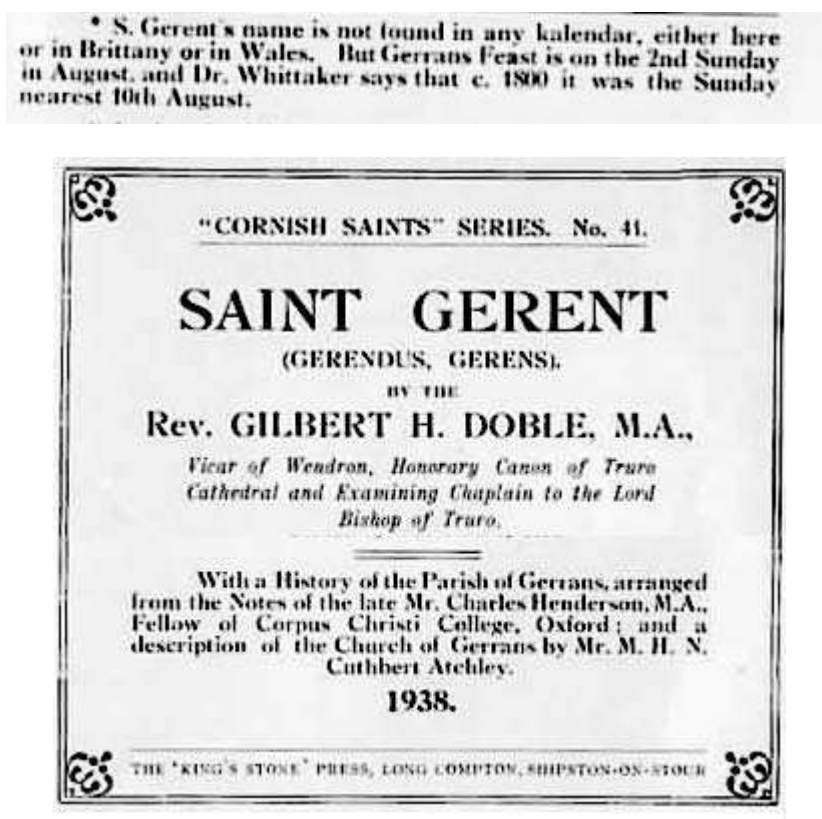 * S. Gerent's name is not found in any kalendar, either here
or in Brittany or in Wales. But Gerrans Feast is on the 2nd Sunday
in August, and Dr. Whittaker says that c. 1800 it was the Sunday
nearest 10th August.
"CORNISH SAINTS" SERIES. No. 41.
SAINT GERENT
(GERENDUS, GERENS).
BY THE
Rev. GILBERT H. DOBLE, M.A.,
Vicar of Wendron, Honorary Canon of Truro
Cathedral and Examining Chaplain to the Lord
Bishop of Truro.
With a History of the Parish of Gerrans, arranged
from the Notes of the late Mr. Charles Henderson, M.A.,
Fellow of Corpus Christi College, Oxford; and a
description of the Church of Gerrans by Mr. M. H. N.
Cuthbert Atchley.
1938.
THE 'KING'S STONE' PRESS, LONG COMPTON, SHIPSTON-ON-STOUR